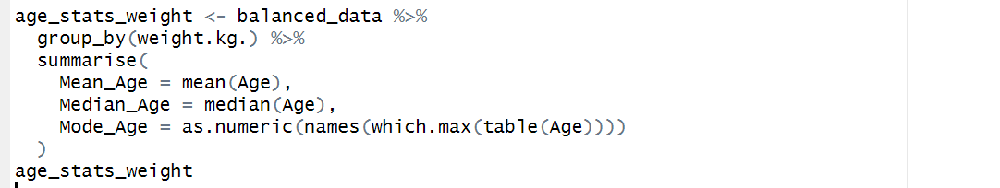 age_stats_weight <- balanced_data %>%
  group_by(weight.kg.) %>%
  summarise(
    Mean_Age = mean(Age),
    Median_Age = median(Age),
    Mode_Age = as.numeric(names(which.max(table(Age))))
  )
age_stats_weight